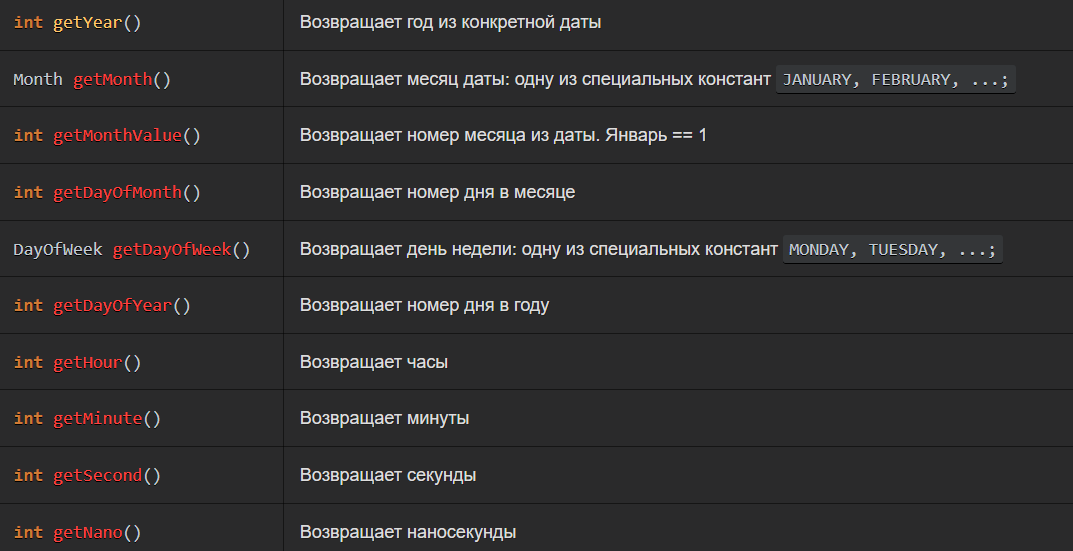 int getYear() Возвращает год из конкретной даты
Month getMonth() Возвращает месяц даты: одну из специальных констант JANUARY, FEBRUARY, ...;
int getMonthValue() Возвращает номер месяца из даты. Январь == 1
int getDayOfMonth() Возвращает номер дня в месяце
DayOfWeek getDayOfWeek() Возвращает день недели: одну из специальных констант MONDAY, TUESDAY, ...;
int getDayOfYear() Возвращает номер дня в году
int getHour() Возвращает часы
int getMinute() Возвращает минуты
int getSecond() Возвращает секунды
int getNano() Возвращает наносекунды